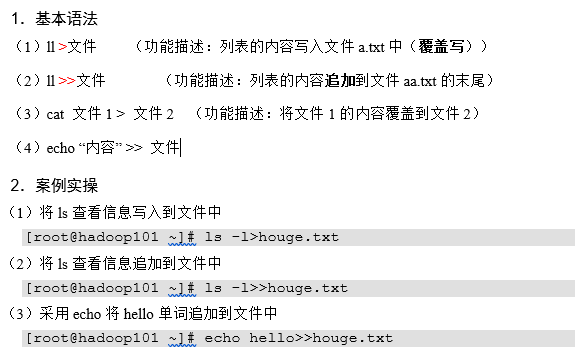 1．基本语法
（1）ll >文件 （功能描述：列表的内容写入文件 a.txt 中（覆盖写））
（2）ll >>文件 （功能描述：列表的内容追加到文件 aa.txt 的末尾）
（3）cat 文件 1 > 文件 2 （功能描述：将文件 1 的内容覆盖到文件 2）
（4）echo “内容” >> 文件
2．案例实操
（1）将 ls 查看信息写入到文件中
[root@hadoop101 ~]# ls -l>houge.txt
（2）将 ls 查看信息追加到文件中
[root@hadoop101 ~]# ls -l>>houge.txt
（3）采用 echo 将 hello 单词追加到文件中
[root@hadoop101 ~]# echo hello>>houge.txt